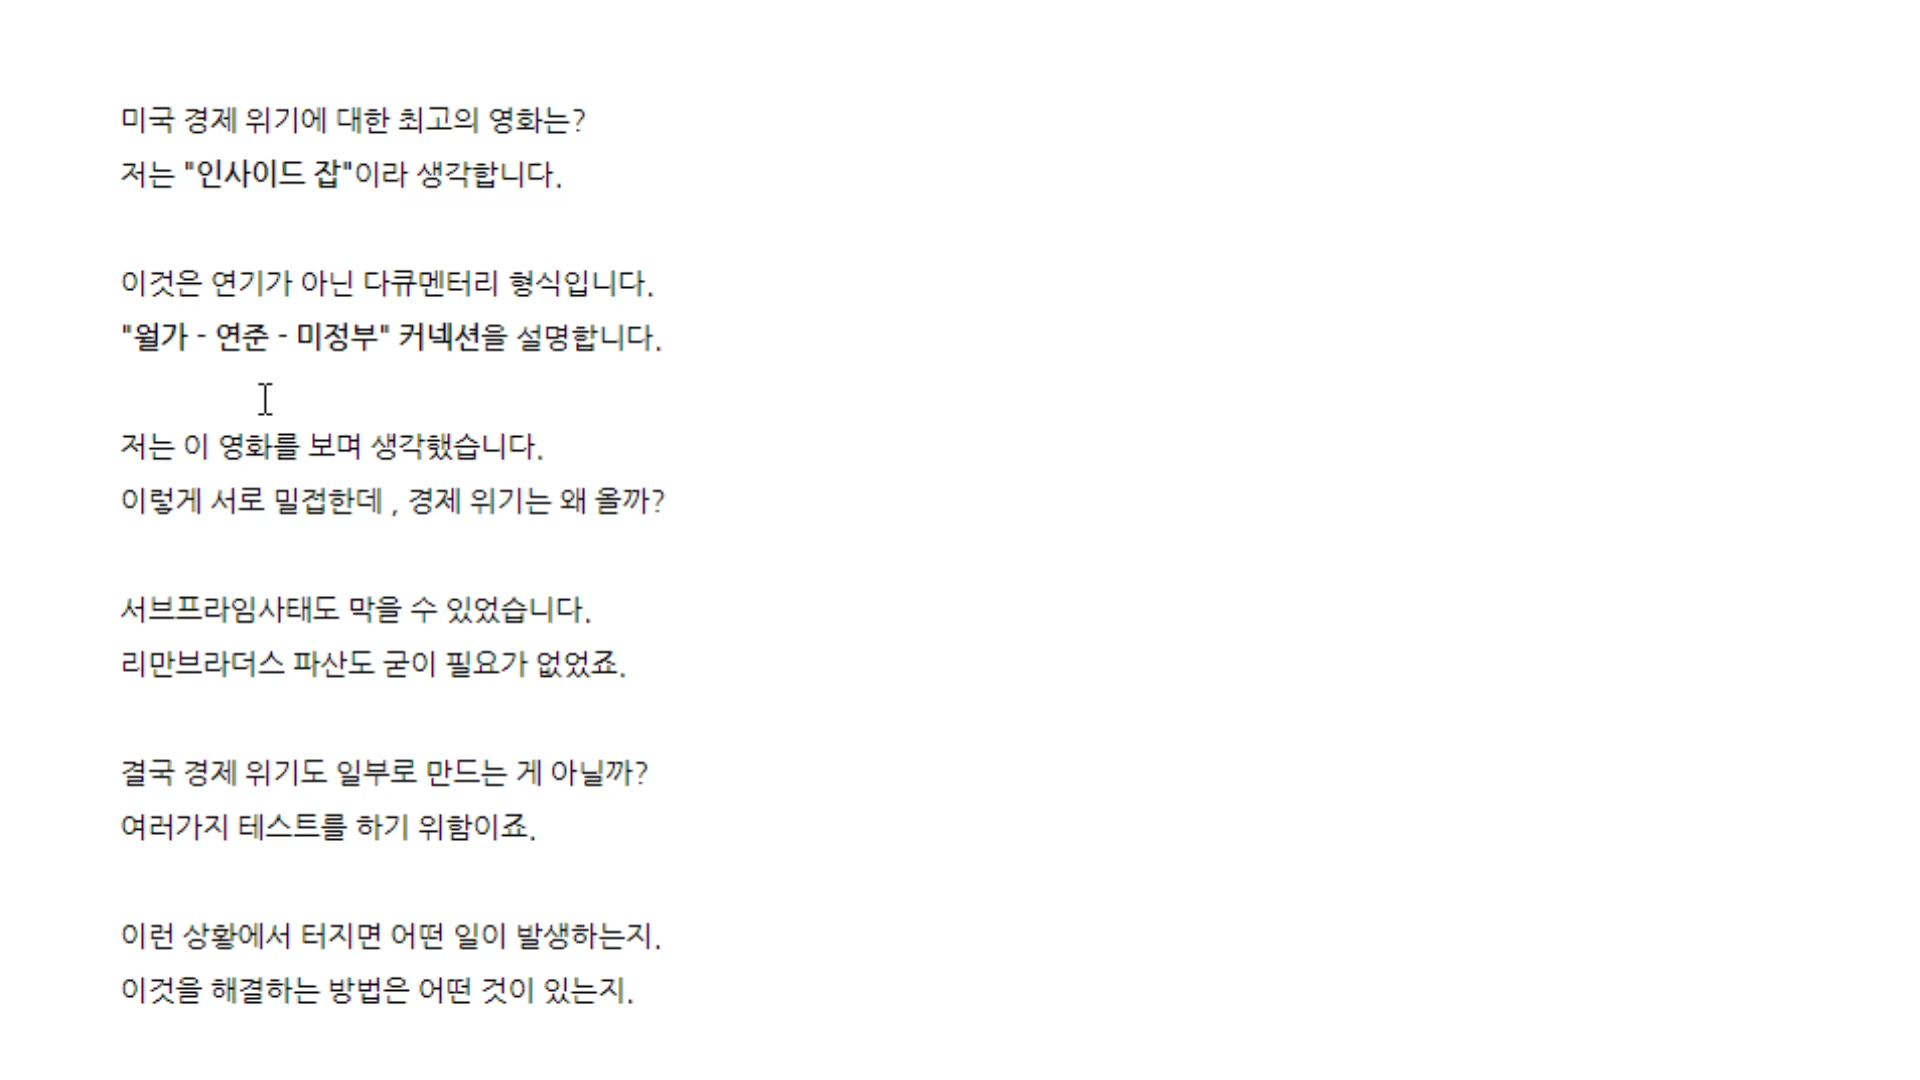 미국 경제 위기에 대한 최고의 영화는?
저는 "인사이드 잡"이라 생각합니다.
이것은 연기가 아닌 다큐멘터리 형식입니다.
"월가 - 연준 - 미정부" 커넥션을 설명합니다.
저는 이 영화를 보며 생각했습니다.
이렇게 서로 밀접한데 , 경제 위기는 왜 올까?
서브프라임사태도 막을 수 있었습니다.
리만브라더스 파산도 굳이 필요가 없었죠.
결국 경제 위기도 일부로 만드는 게 아닐까?
여러가지 테스트를 하기 위함이죠.
이런 상황에서 터지면 어떤 일이 발생하는지.
이것을 해결하는 방법은 어떤 것이 있는지.